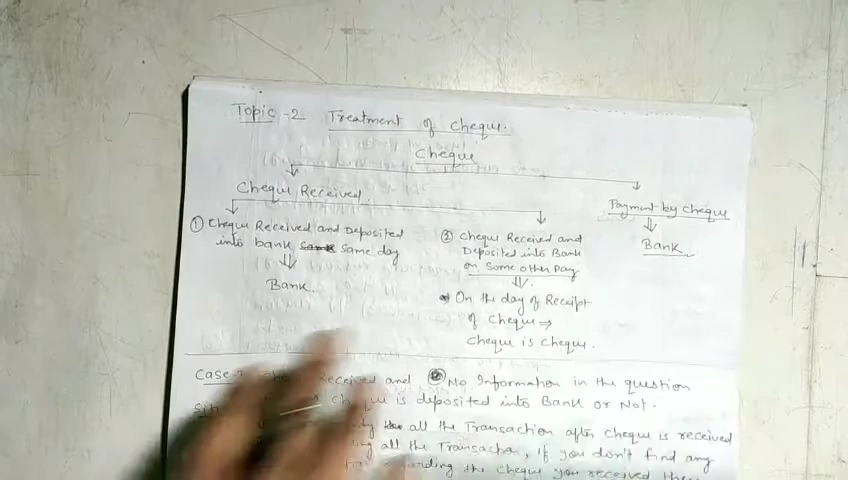 Topic -2 Treatment of Cheque.
Cheque
Cheque Received.
Payment by Cheque
Bank
① Cheque Received and Deposited
into bank same day
Bank.
② Cheque Received and
Deposited into Bank
on Some other Day
On the day of Receipt
of Cheque ⇒
Cheque is Cheque.
Case- Received and No Information in the question
Cheque is deposited into Bank or Not.
all the Transaction after Cheque is received
all the Transaction, if you don't find any
regarding the cheque you received then